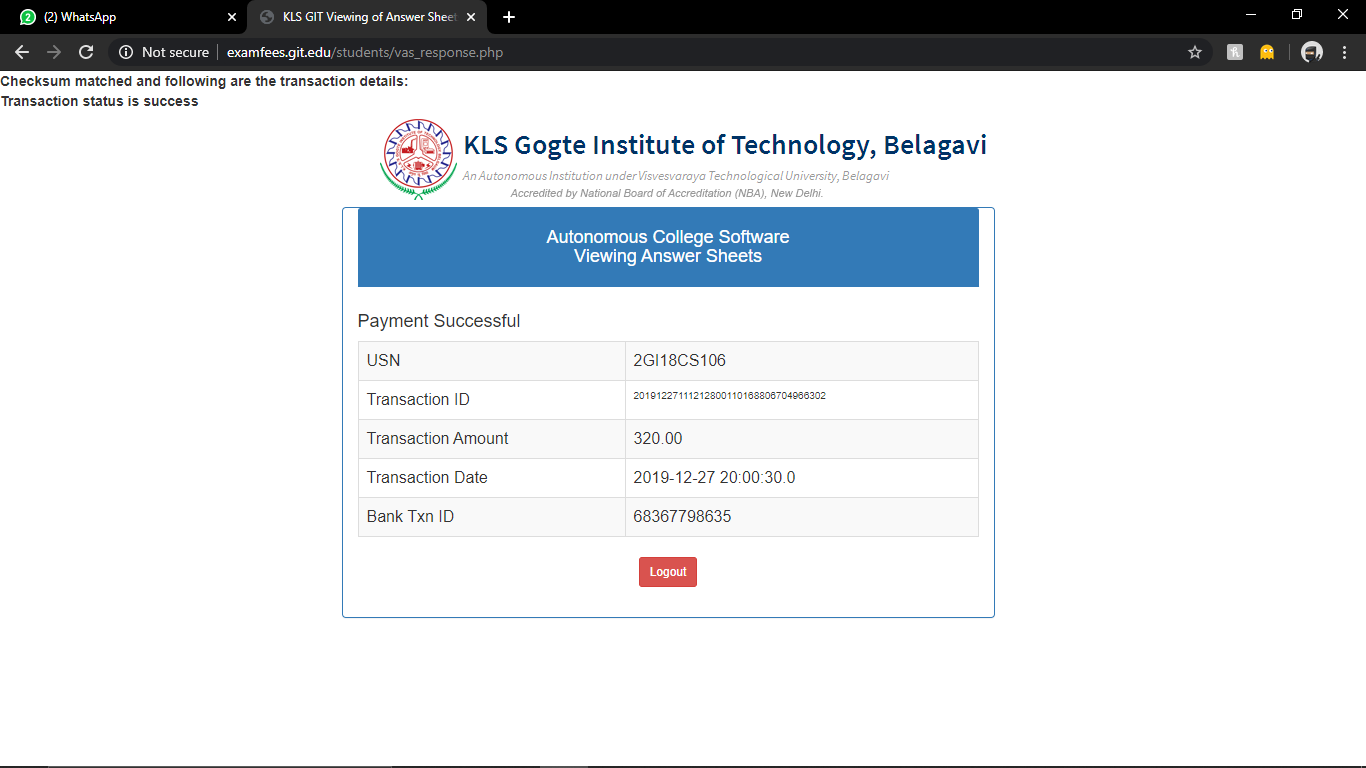 (2) WhatsApp
KLS GIT Viewing of Answer Sheet
Not secure
examfees.git.edu/students/vas_response.php
Checksum matched and following are the transaction details:
Transaction status is success
KLS Gogte Institute of Technology, Belagavi
An Autonomous Institution under Visvesvaraya Technological University, Belagavi
Accredited by National Board of Accreditation (NBA), New Delhi.
Autonomous College Software
Viewing Answer Sheets
Payment Successful
USN 2GI18CS106
Transaction ID 20191227111212800110168806704966302
Transaction Amount 320.00
Transaction Date 2019-12-27 20:00:30.0
Bank Txn ID 68367798635
Logout